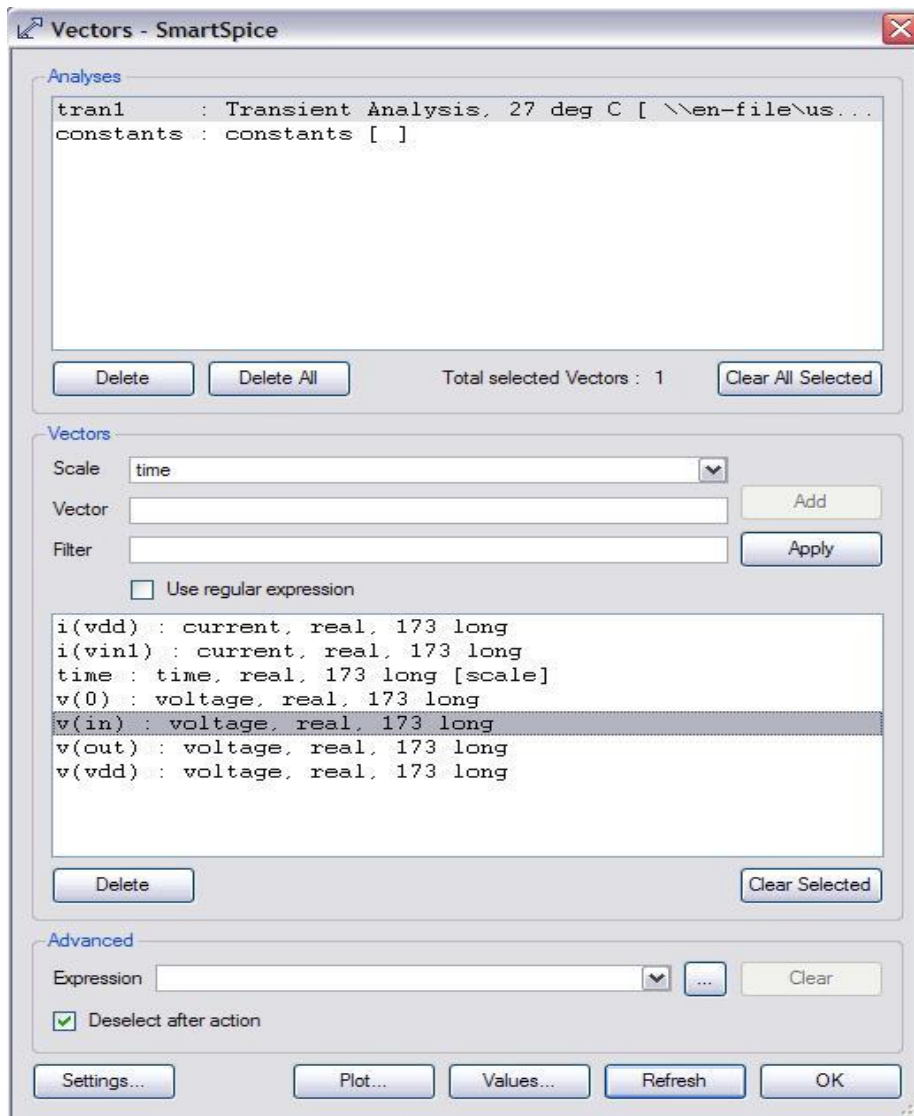 Vectors - SmartSpice
Analyses
tran1 : Transient Analysis, 27 deg C [ \\en-file\us...
constants : constants [ ]
Delete Delete All Total selected Vectors : 1 Clear All Selected
Vectors
Scale time
Vector Add
Filter Apply
Use regular expression
i(vdd) : current, real, 173 long
i(vin1) : current, real, 173 long
time : time, real, 173 long [scale]
v(0) : voltage, real, 173 long
v(in) : voltage, real, 173 long
v(out) : voltage, real, 173 long
v(vdd) : voltage, real, 173 long
Delete Clear Selected
Advanced
Expression ... Clear
Deselect after action
Settings... Plot... Values... Refresh OK